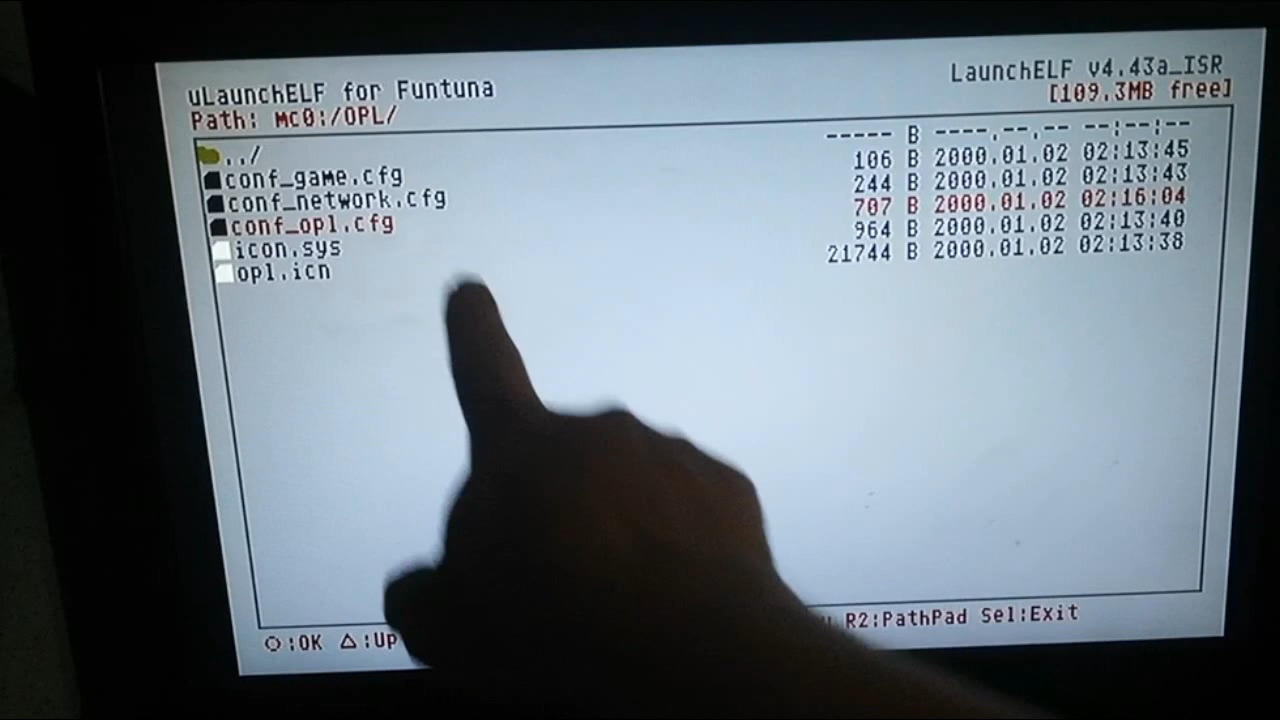 uLaunchELF for Funtuna
LaunchELF v4.43a_ISR
Path: MC0:/OPL/
[109.3MB free]
../ ----- B ----.--.-- --:--:--
conf_game.cfg 106 B 2000.01.02 02:13:45
conf_network.cfg 244 B 2000.01.02 02:13:43
conf_opl.cfg 707 B 2000.01.02 02:16:04
icon.sys 964 B 2000.01.02 02:13:40
opl.icn 21744 B 2000.01.02 02:13:38
O:OK △:Up R2:PathPad Sel:Exit